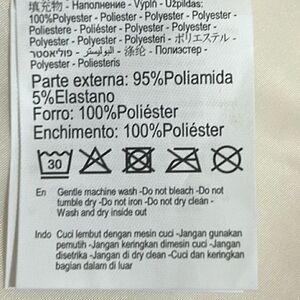 填充物 - Наполнение - Výplň - Užpildas:
100%Polyester - Poliester - Polyester - Polyester -
Poliestere - Poliéster - Polyester - Polyester -
Polyester - Polyester - Polyesteri - ポリエステル -
البوليستر - 涤纶 - Полиэстер - פוליאסטר
Polyester - Poliesteris
Parte externa: 95%Poliamida
5%Elastano
Forro: 100%Poliéster
Enchimento: 100%Poliéster
30
En Gentle machine wash -Do not bleach -Do not
tumble dry -Do not iron -Do not dry clean -
Wash and dry inside out
Indo Cuci lembut dengan mesin cuci -Jangan gunakan
pemutih -Jangan keringkan dimesin cuci -Jangan
disetrika -Jangan di dry clean -Cuci dan keringkan
bagian dalam di luar